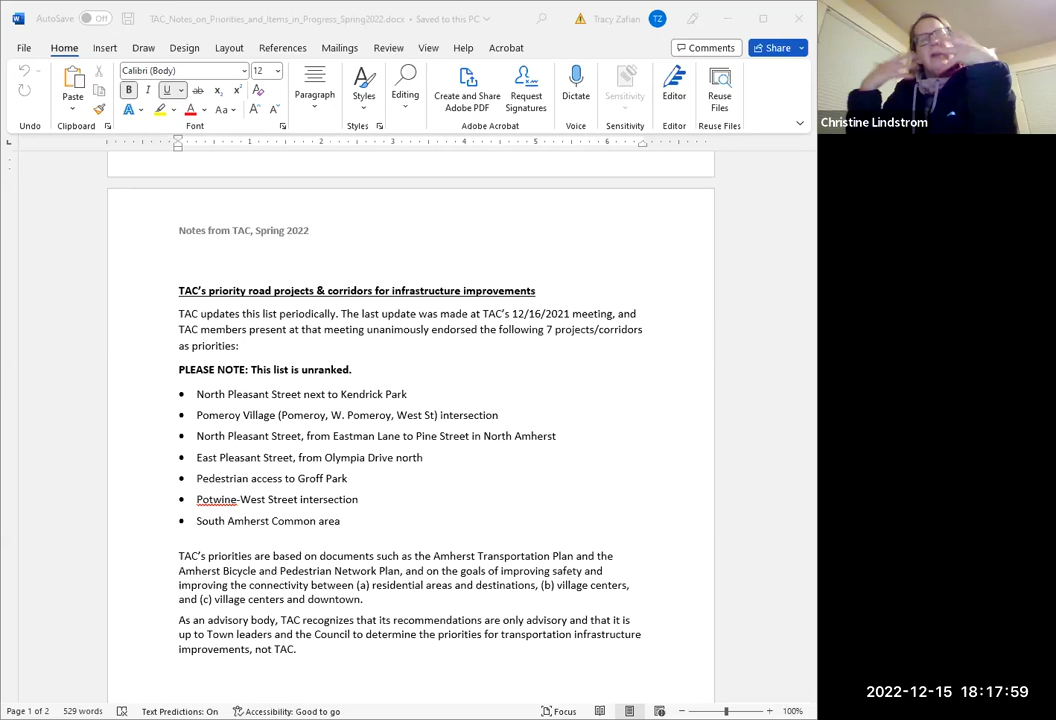 AutoSave Off TAC_Notes_on_Priorities_and_Items_in_Progress_Spring2022.docx • Saved to this PC Tracy Zafian TZ
File Home Insert Draw Design Layout References Mailings Review View Help Acrobat Comments Share
Calibri (Body) 12
Paste B I U ab x₂ x² A Aa A A A Paragraph Styles Editing Create and Share Adobe PDF Request Signatures Dictate Sensitivity Editor Reuse Files
Undo Clipboard Font Styles Adobe Acrobat Voice Sensitivity Editor Reuse Files
Christine Lindstrom
1 2 3 4 5 6
Notes from TAC, Spring 2022
TAC's priority road projects & corridors for infrastructure improvements
TAC updates this list periodically. The last update was made at TAC's 12/16/2021 meeting, and
TAC members present at that meeting unanimously endorsed the following 7 projects/corridors
as priorities:
PLEASE NOTE: This list is unranked.
• North Pleasant Street next to Kendrick Park
• Pomeroy Village (Pomeroy, W. Pomeroy, West St) intersection
• North Pleasant Street, from Eastman Lane to Pine Street in North Amherst
• East Pleasant Street, from Olympia Drive north
• Pedestrian access to Groff Park
• Potwine-West Street intersection
• South Amherst Common area
TAC's priorities are based on documents such as the Amherst Transportation Plan and the
Amherst Bicycle and Pedestrian Network Plan, and on the goals of improving safety and
improving the connectivity between (a) residential areas and destinations, (b) village centers,
and (c) village centers and downtown.
As an advisory body, TAC recognizes that its recommendations are only advisory and that it is
up to Town leaders and the Council to determine the priorities for transportation infrastructure
improvements, not TAC.
2022-12-15 18:17:59
Page 1 of 2 529 words Text Predictions: On Accessibility: Good to go Focus 100%